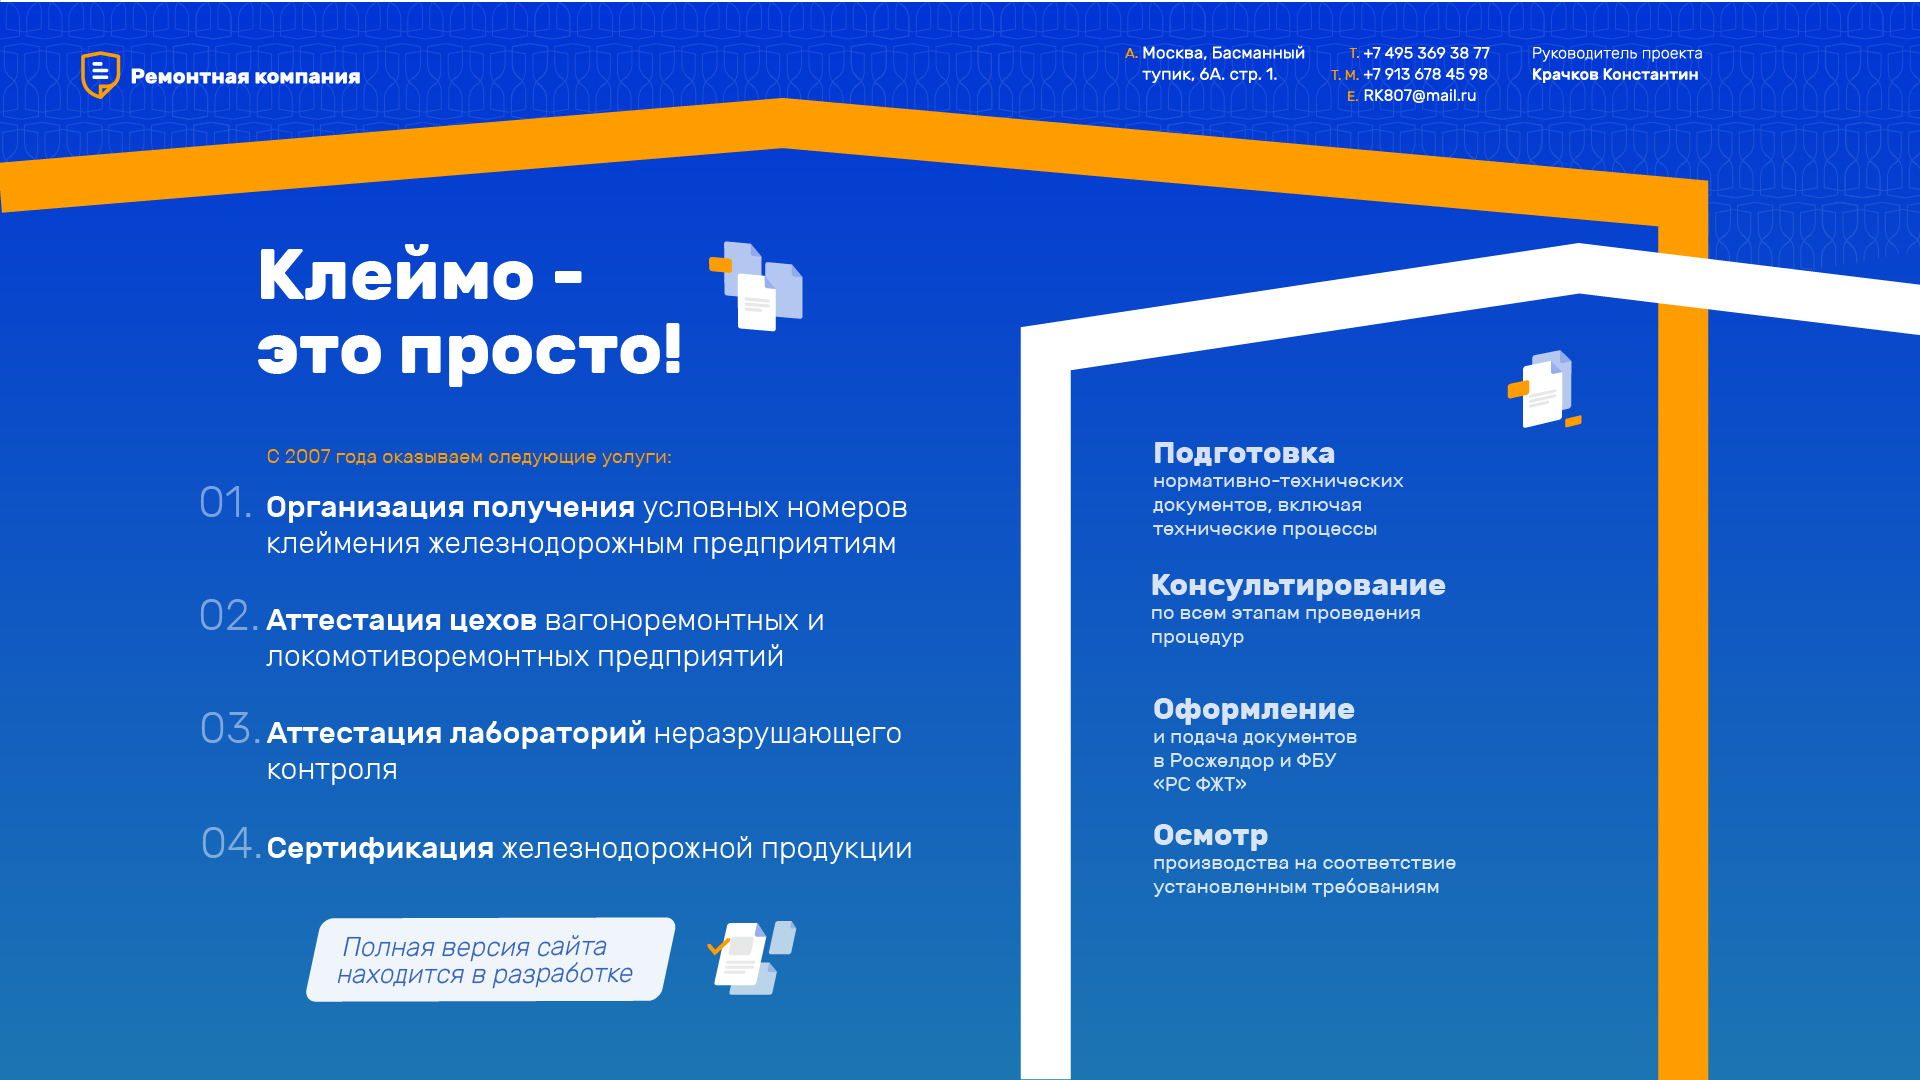 Ремонтная компания
А. Москва, Басманный
тупик, 6А. стр. 1.
Т. +7 495 369 38 77
Т. М. +7 913 678 45 98
Е. RK807@mail.ru
Руководитель проекта
Крачков Константин
Клеймо -
это просто!
С 2007 года оказываем следующие услуги:
01. Организация получения условных номеров
клеймения железнодорожным предприятиям
02. Аттестация цехов вагоноремонтных и
локомотиворемонтных предприятий
03. Аттестация лабораторий неразрушающего
контроля
04. Сертификация железнодорожной продукции
Полная версия сайта
находится в разработке
Подготовка
нормативно-технических
документов, включая
технические процессы
Консультирование
по всем этапам проведения
процедур
Оформление
и подача документов
в Росжелдор и ФБУ
«РС ФЖТ»
Осмотр
производства на соответствие
установленным требованиям